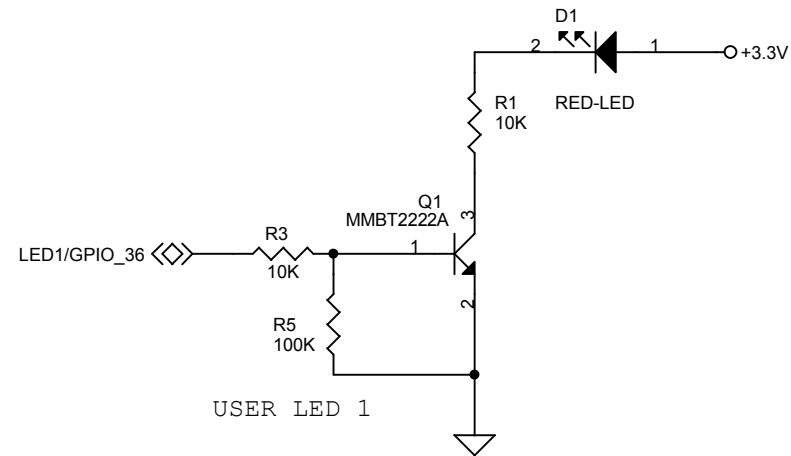 D1
2
1
+3.3V
R1
10K
RED-LED
Q1
MMBT2222A
3
R3
10K
1
LED1/GPIO_36
2
R5
100K
USER LED 1